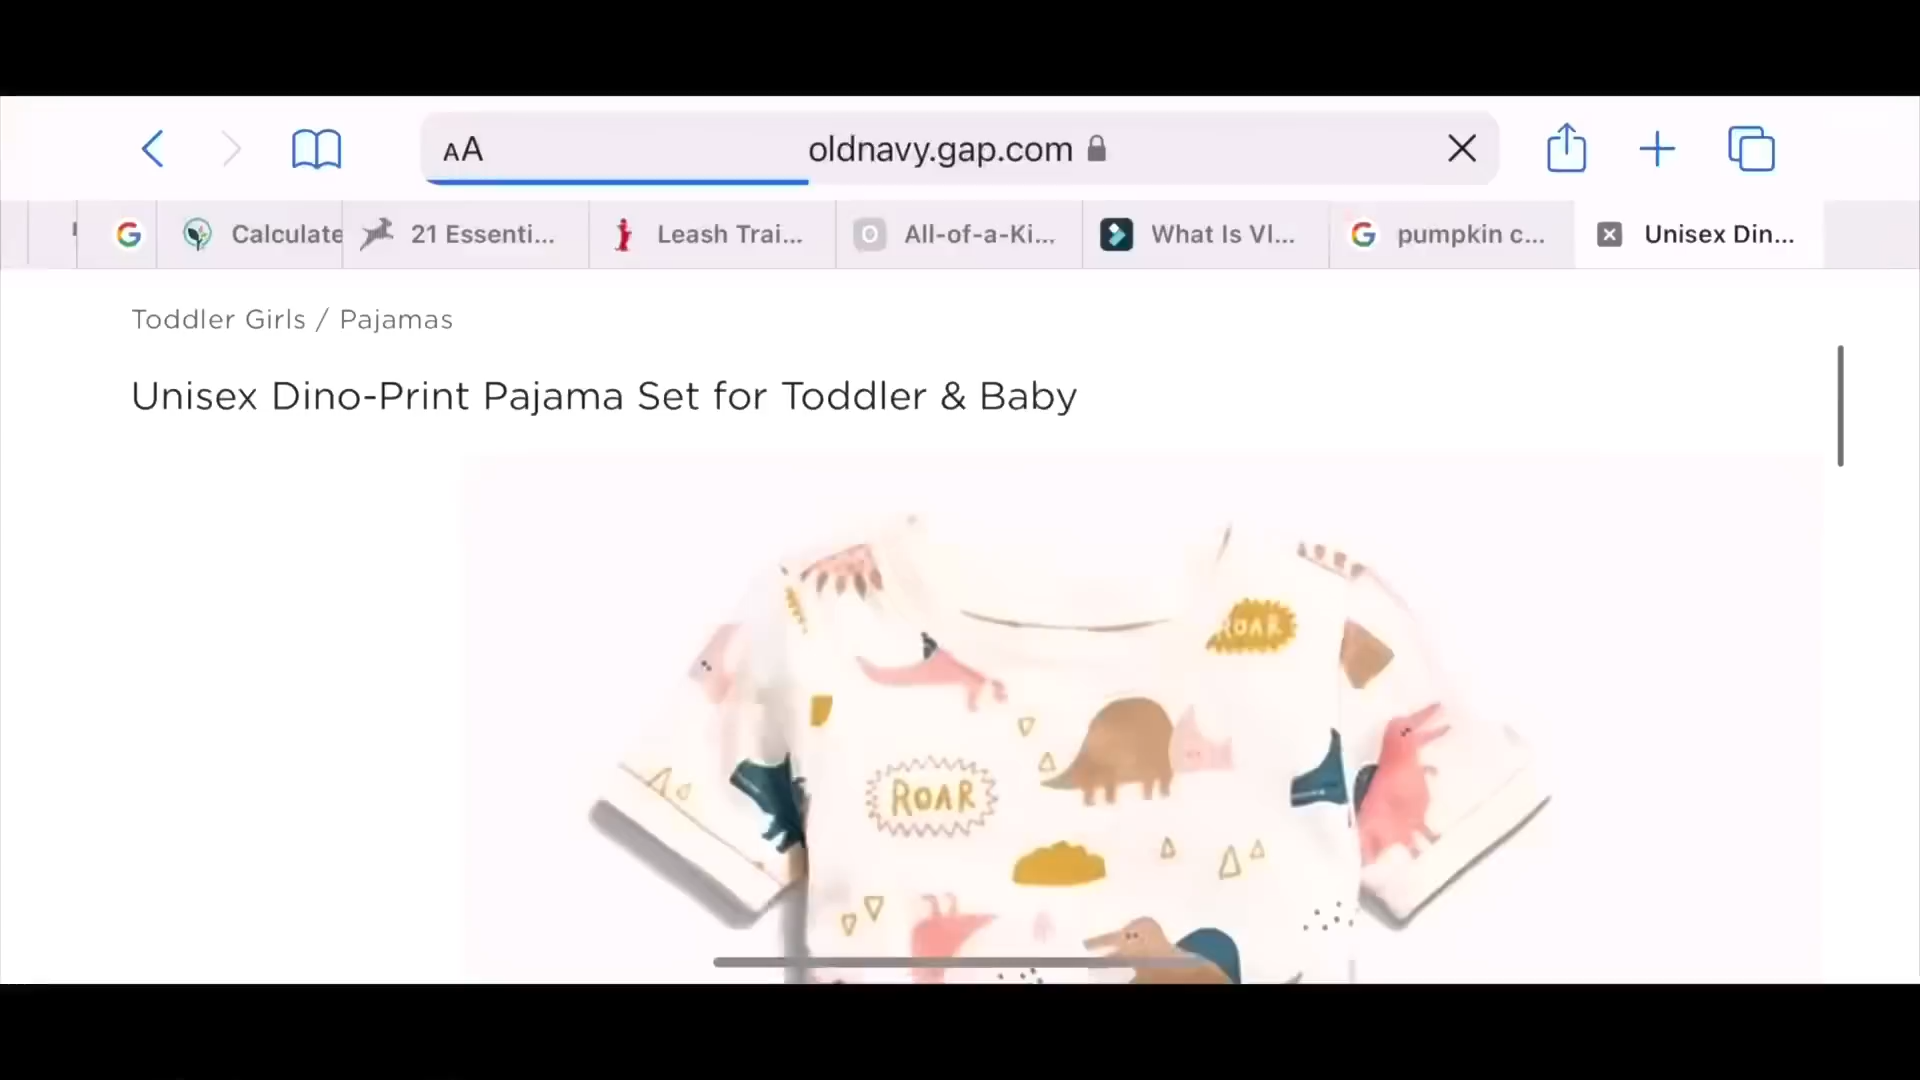 AA oldnavy.gap.com
Calculate 21 Essenti... Leash Trai... All-of-a-Ki... What Is Vl... pumpkin c... Unisex Din...
Toddler Girls / Pajamas
Unisex Dino-Print Pajama Set for Toddler & Baby
ROAR
ROAR